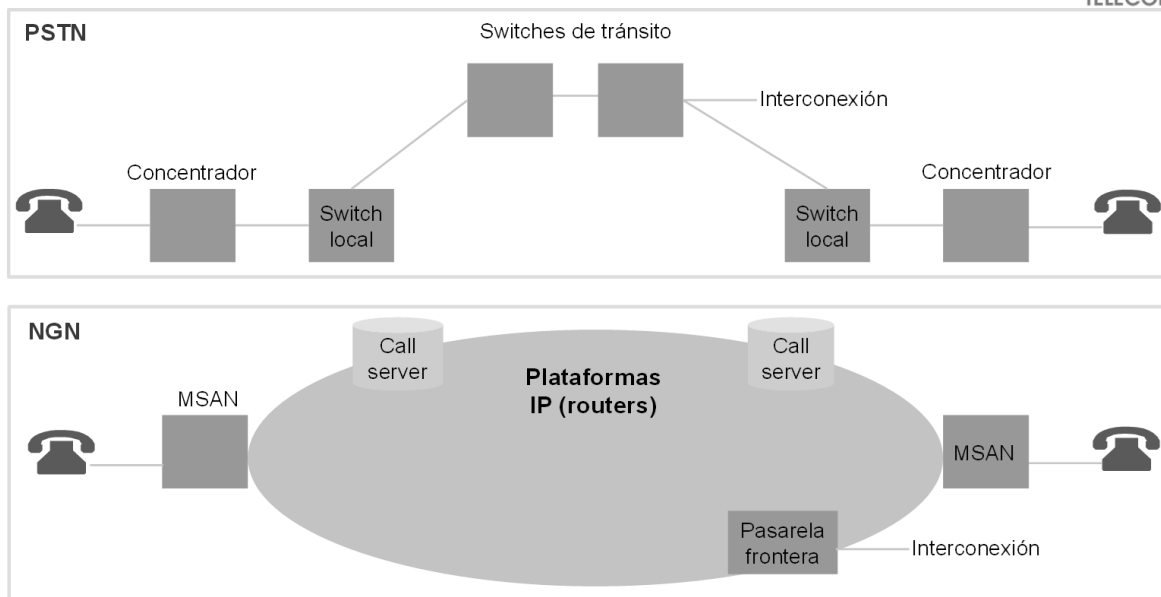 PSTN
Switches de tránsito
Interconexión
Concentrador
Concentrador
Switch
local
Switch
local
NGN
Call
server
Call
server
Plataformas
IP (routers)
MSAN
MSAN
Pasarela
frontera
Interconexión